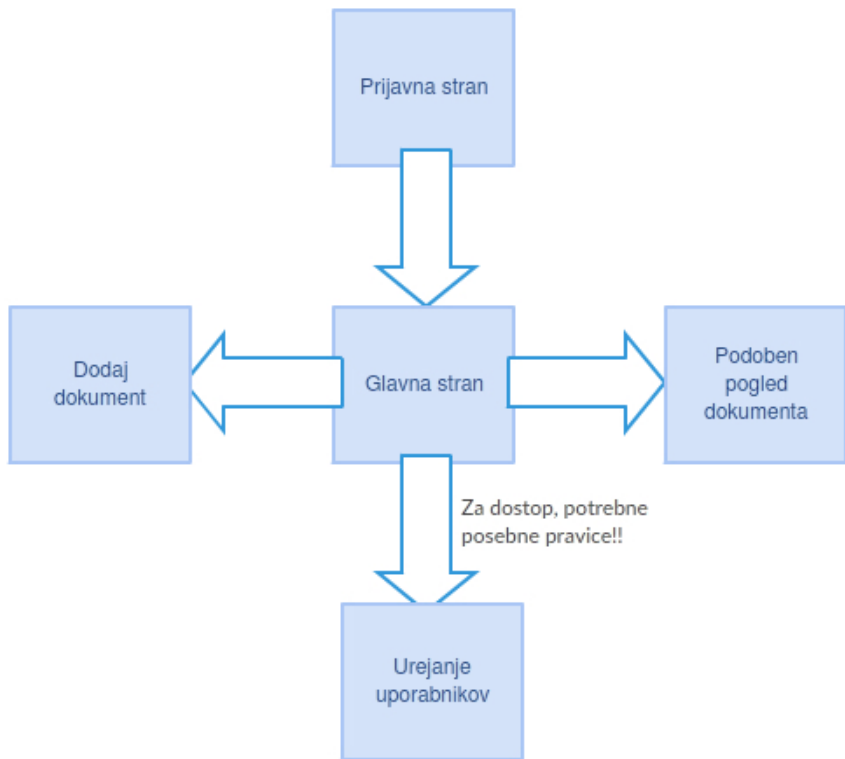 Prijavna stran
Dodaj
dokument
Glavna stran
Podoben
pogled
dokumenta
Za dostop, potrebne
posebne pravice!!
Urejanje
uporabnikov